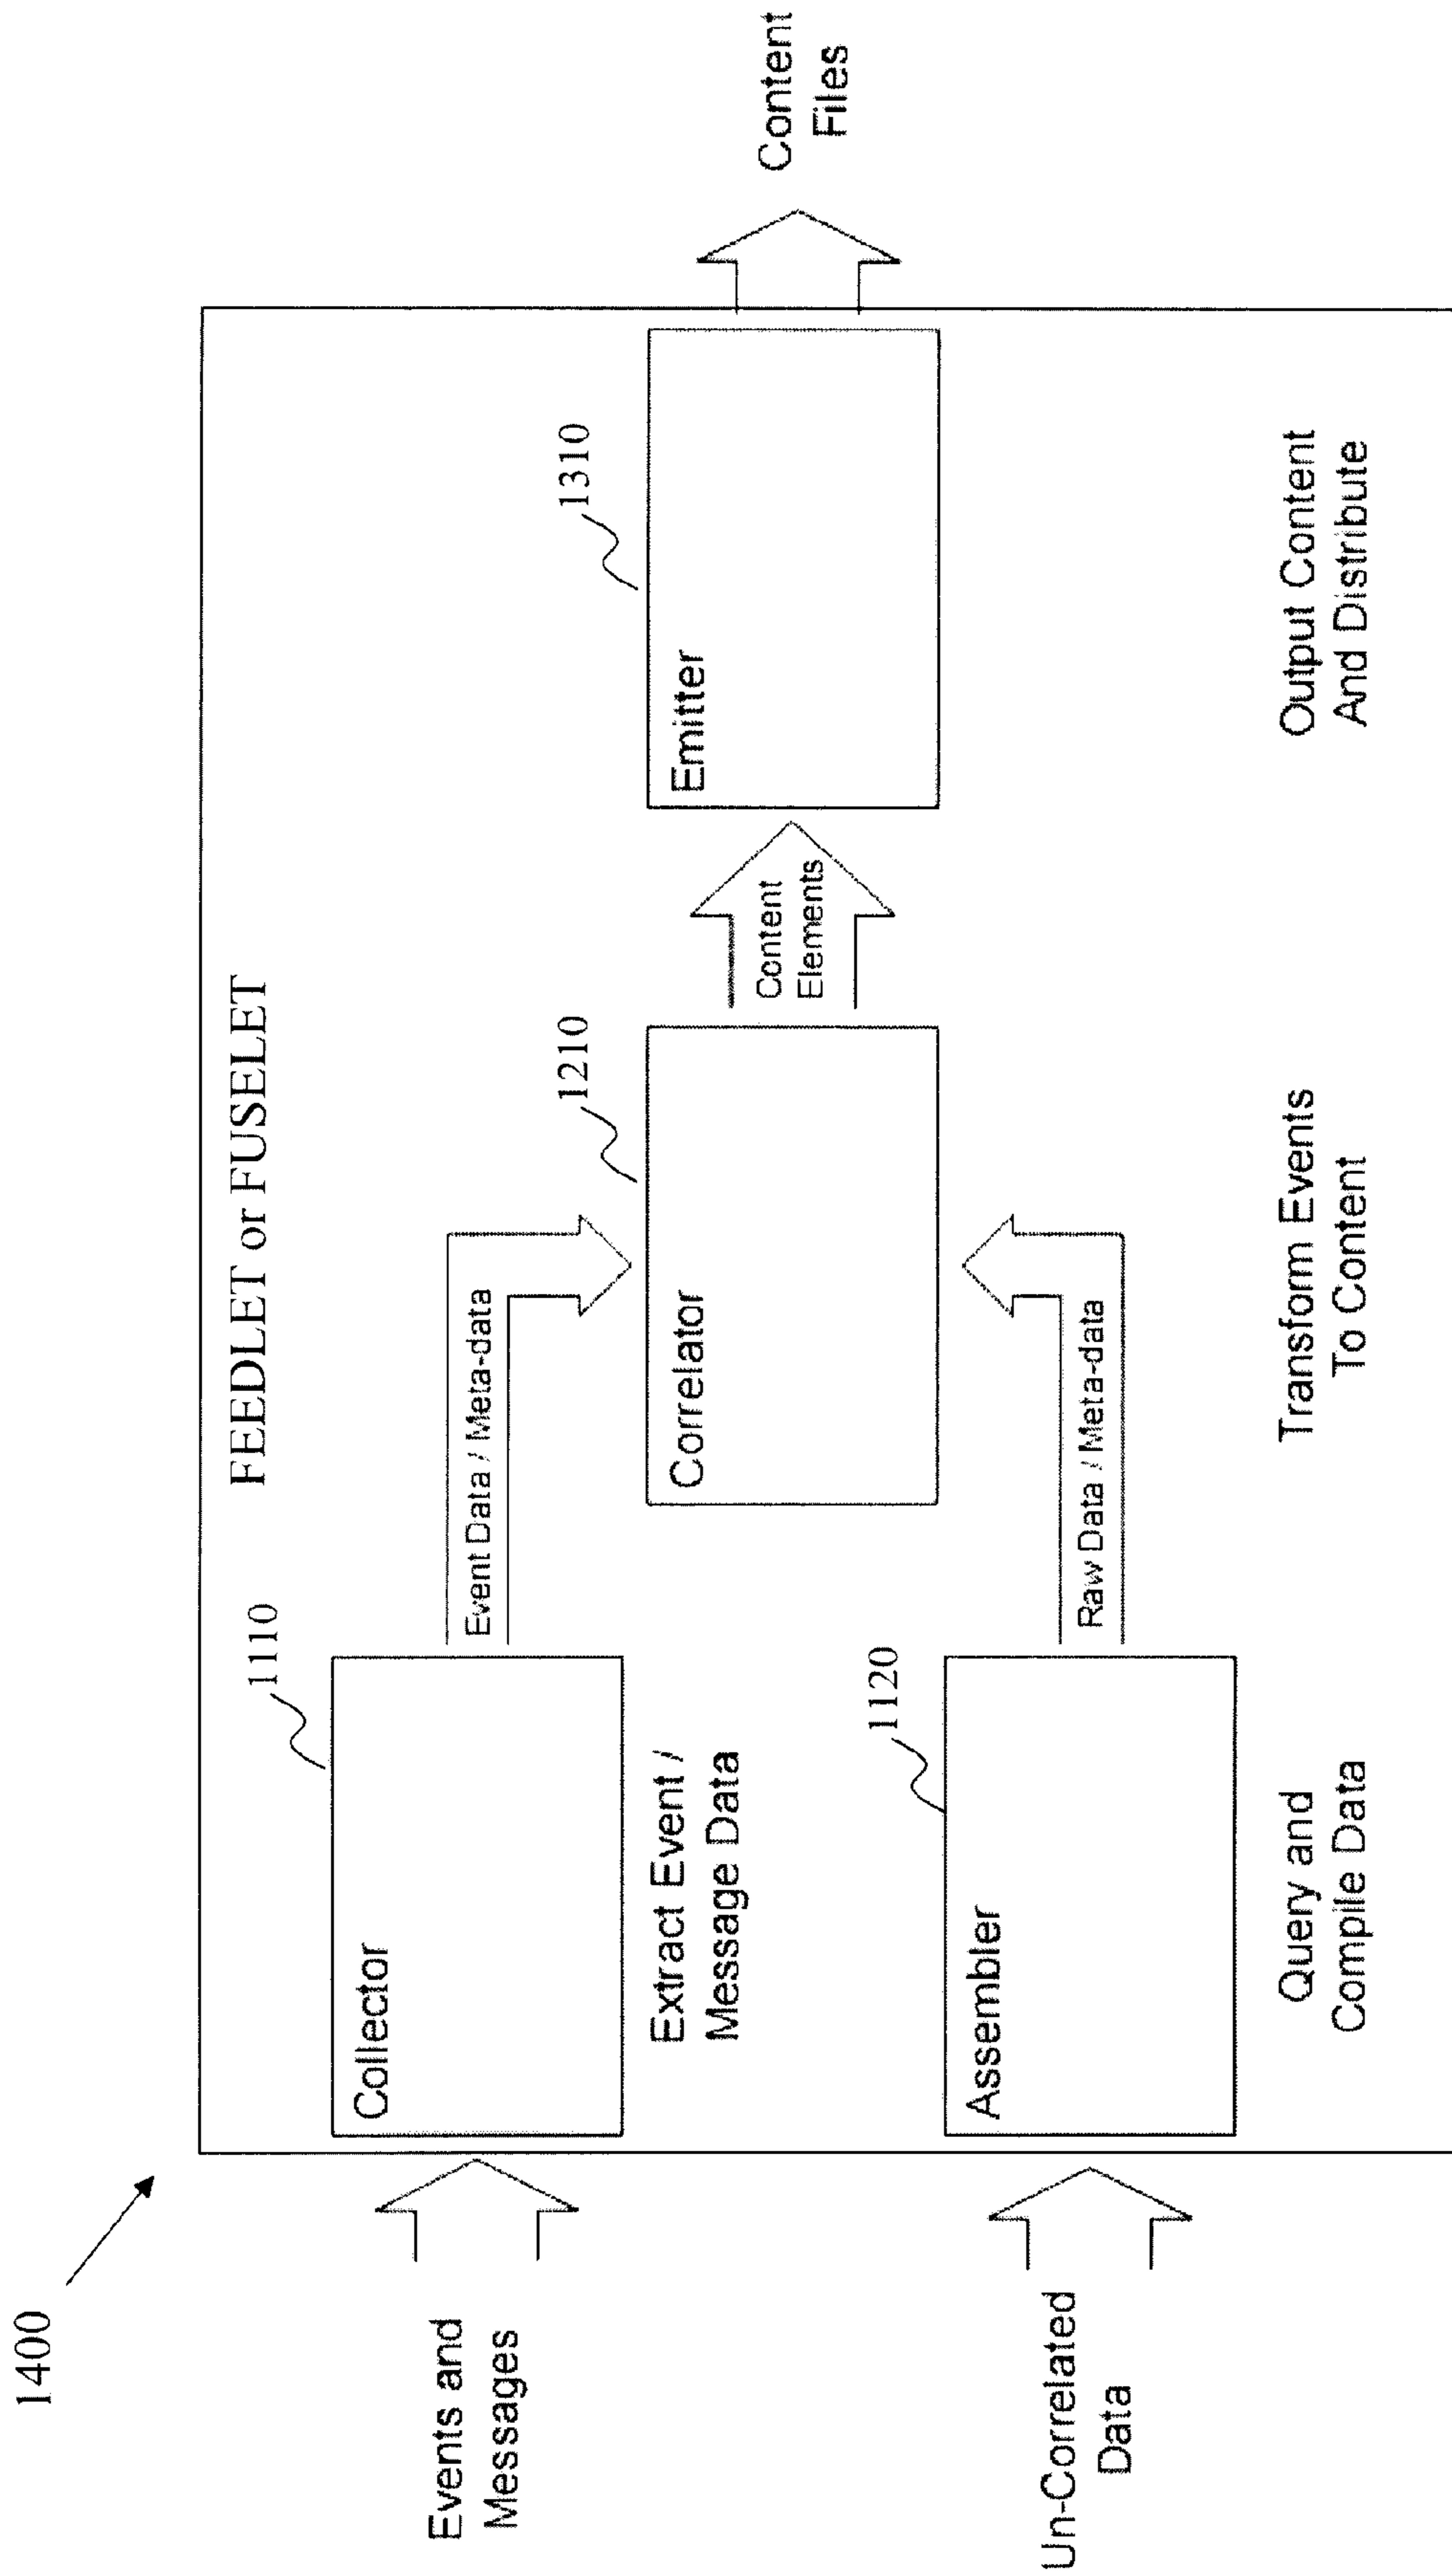 1400
FEEDLET or FUSELET
Events and
Messages
Collector
1110
Extract Event /
Message Data
Event Data / Meta-data
Un-Correlated
Data
Assembler
1120
Query and
Compile Data
Raw Data / Meta-data
Correlator
1210
Transform Events
To Content
Content
Elements
Emitter
1310
Output Content
And Distribute
Content
Files